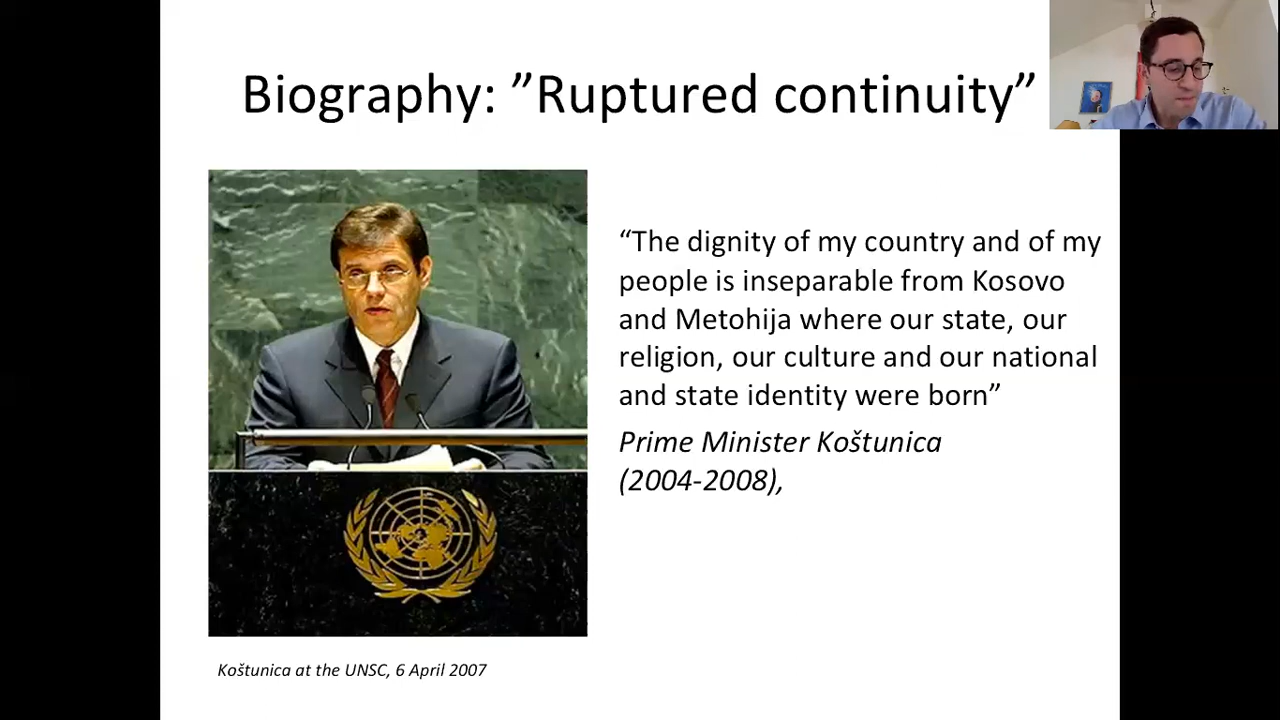 Biography: ”Ruptured continuity”
“The dignity of my country and of my
people is inseparable from Kosovo
and Metohija where our state, our
religion, our culture and our national
and state identity were born”
Prime Minister Koštunica
(2004-2008),
Koštunica at the UNSC, 6 April 2007